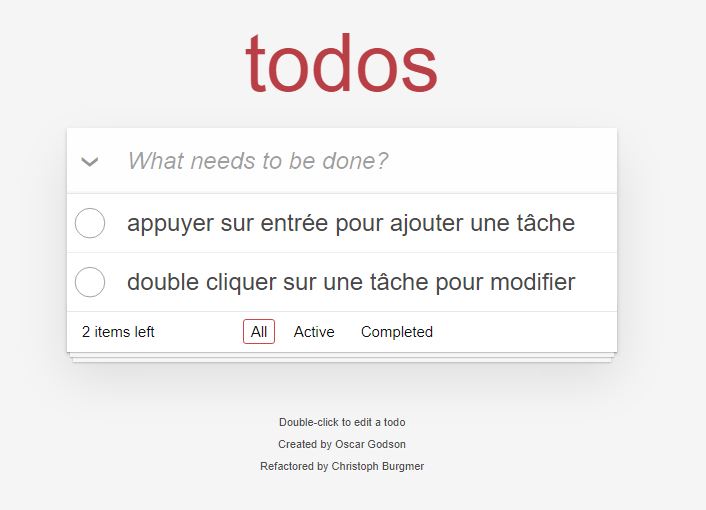 todos
What needs to be done?
appuyer sur entrée pour ajouter une tâche
double cliquer sur une tâche pour modifier
2 items left All Active Completed
Double-click to edit a todo
Created by Oscar Godson
Refactored by Christoph Burgmer